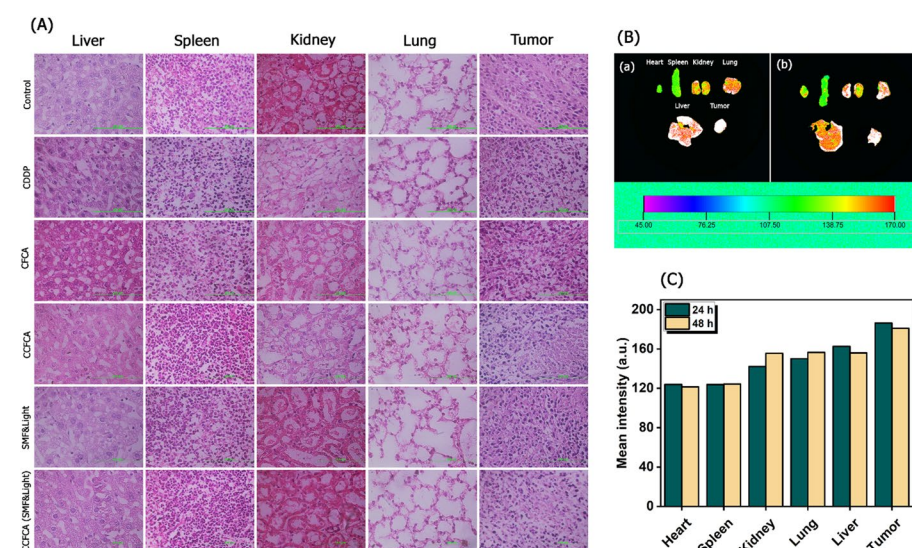 (A)
Liver Spleen Kidney Lung Tumor
Control
CDDP
CFCA
CCFCA
SMF&Light
CCFCA (SMF&Light)
(B)
(a) Heart Spleen Kidney Lung
Liver Tumor
(b)
45.00 76.25 107.50 138.75 170.00
(C)
24 h
48 h
Mean intensity (a.u.)
200
160
120
80
40
0
Heart Spleen Kidney Lung Liver Tumor